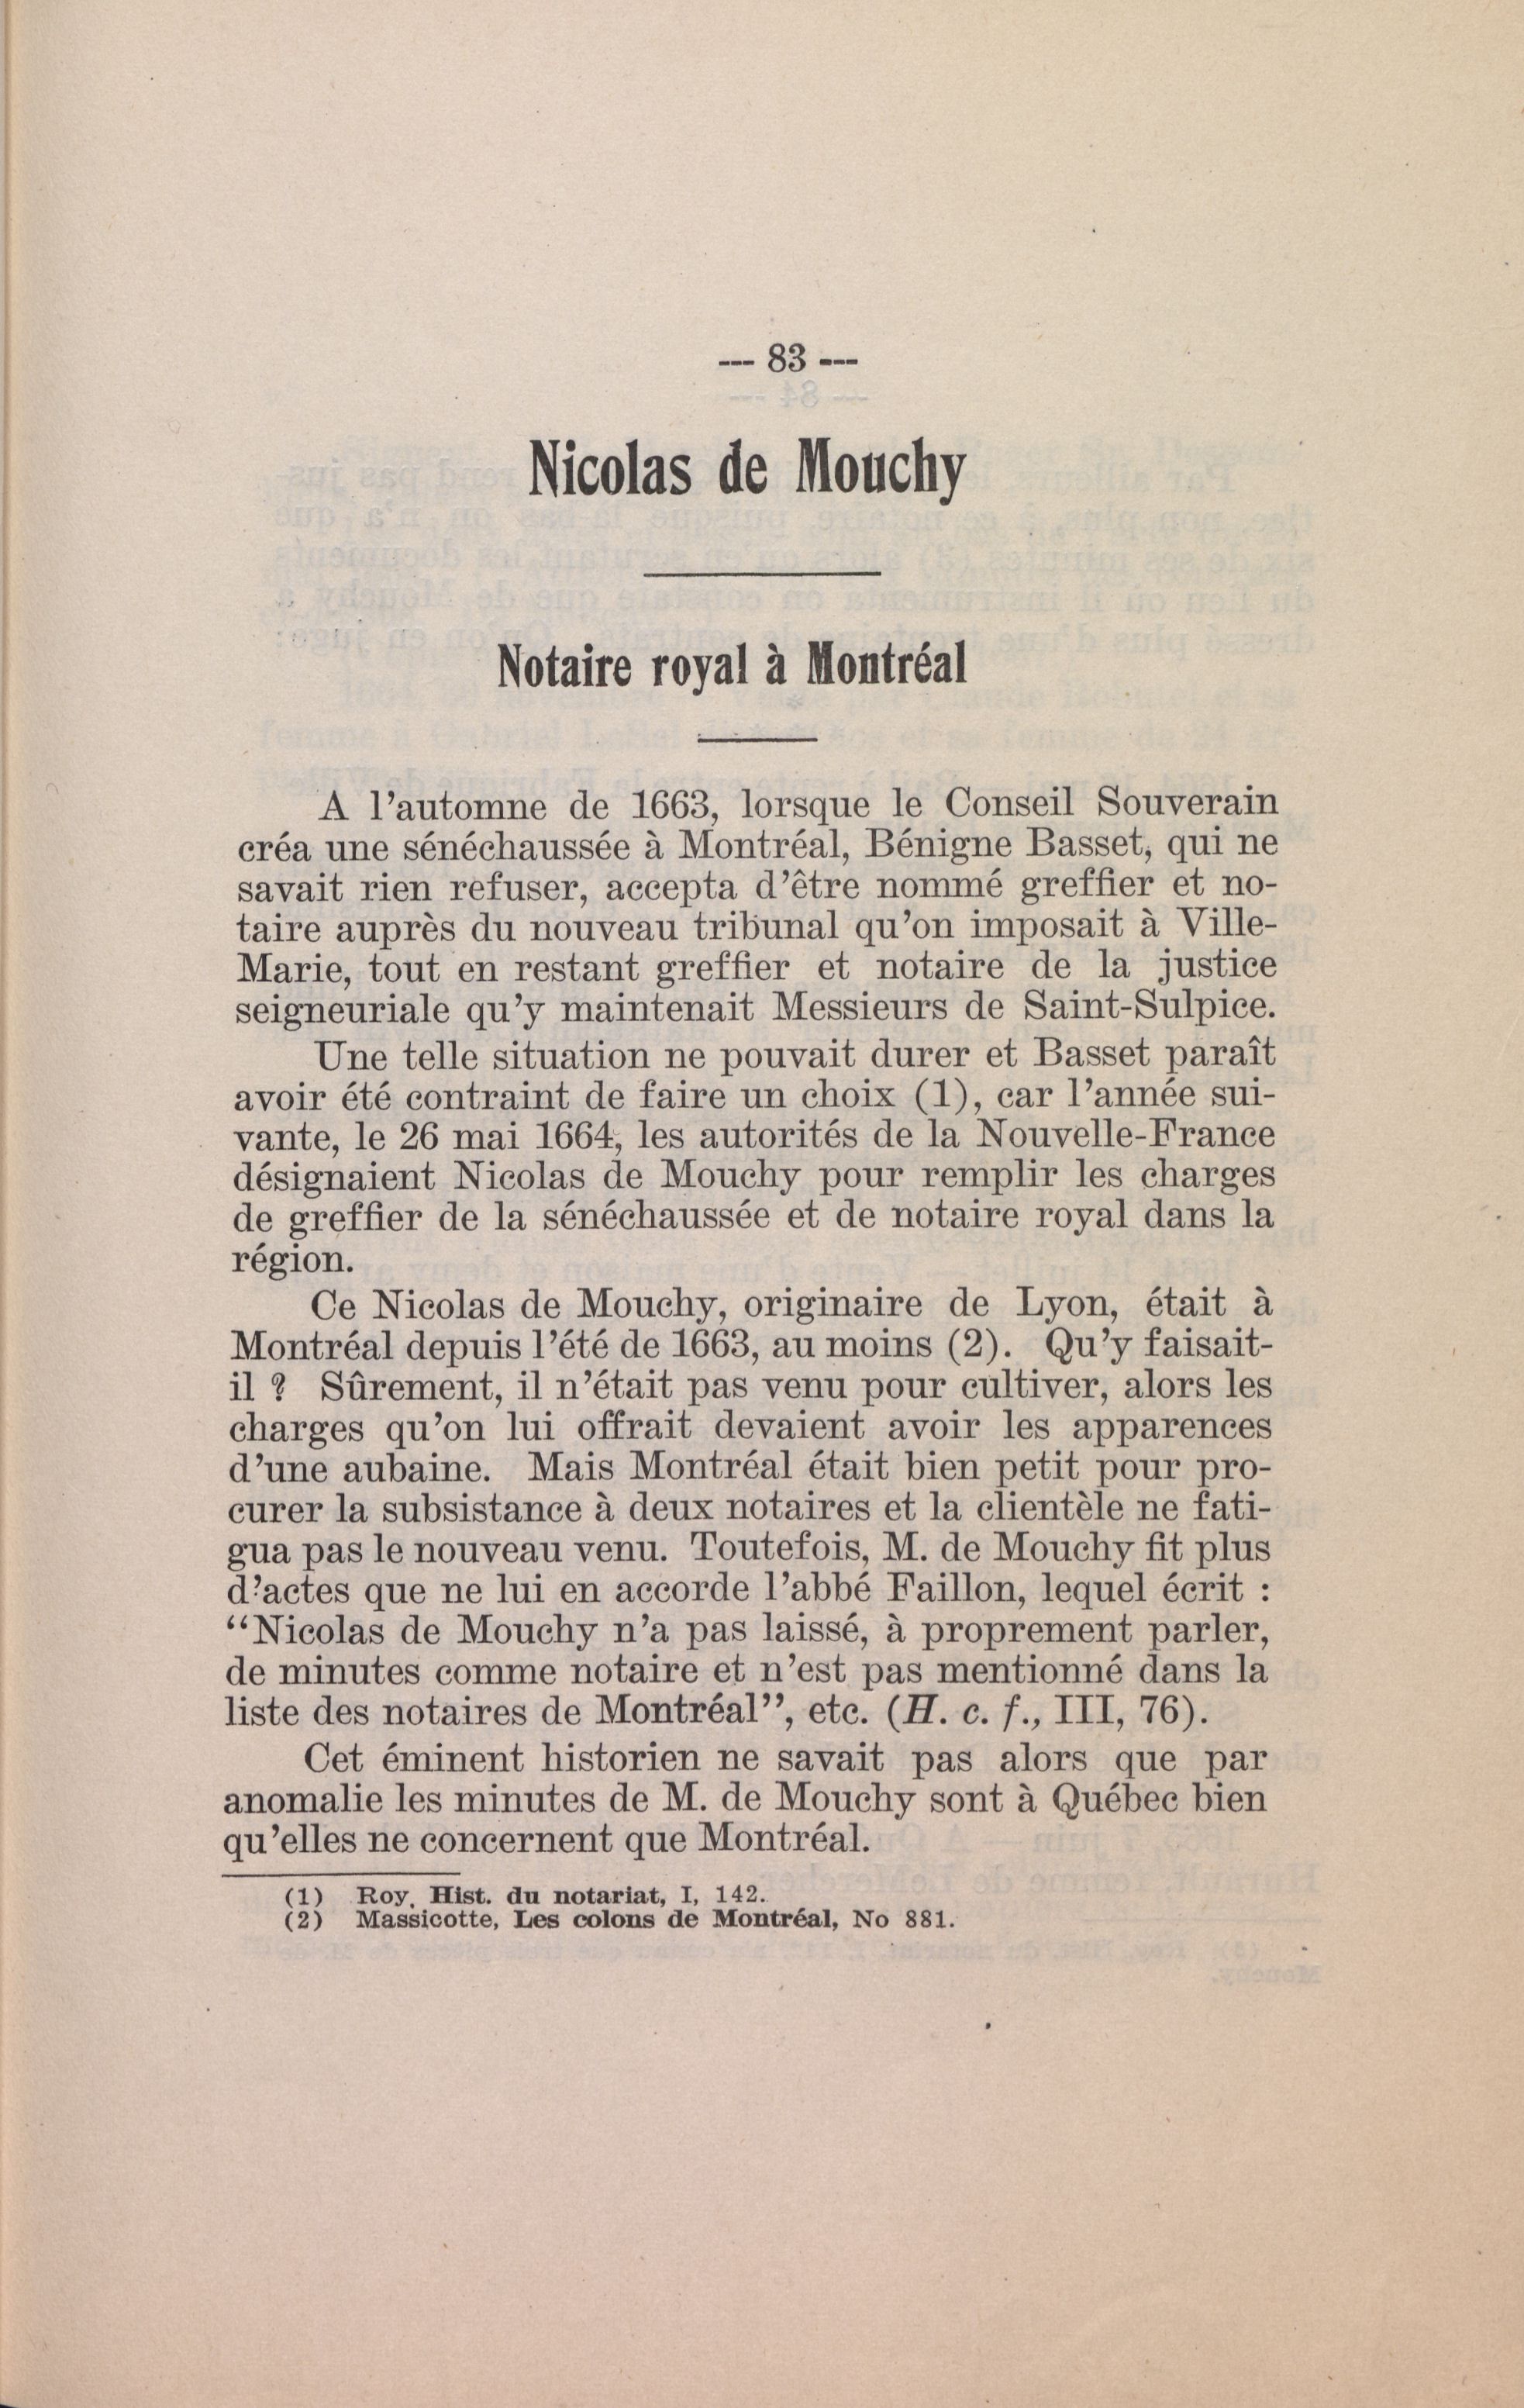 — 83 —
Nicolas de Mouchy
Notaire royal à Montréal
A l'automne de 1663, lorsque le Conseil Souverain
créa une sénéchaussée à Montréal, Bénigne Basset, qui ne
savait rien refuser, accepta d'être nommé greffier et no-
taire auprès du nouveau tribunal qu'on imposait à Ville-
Marie, tout en restant greffier et notaire de la justice
seigneuriale qu'y maintenait Messieurs de Saint-Sulpice.
Une telle situation ne pouvait durer et Basset paraît
avoir été contraint de faire un choix (1), car l'année sui-
vante, le 26 mai 1664, les autorités de la Nouvelle-France
désignaient Nicolas de Mouchy pour remplir les charges
de greffier de la sénéchaussée et de notaire royal dans la
région.
Ce Nicolas de Mouchy, originaire de Lyon, était à
Montréal depuis l'été de 1663, au moins (2). Qu'y faisait-
il ? Sûrement, il n'était pas venu pour cultiver, alors les
charges qu'on lui offrait devaient avoir les apparences
d'une aubaine. Mais Montréal était bien petit pour pro-
curer la subsistance à deux notaires et la clientèle ne fati-
gua pas le nouveau venu. Toutefois, M. de Mouchy fit plus
d'actes que ne lui en accorde l'abbé Faillon, lequel écrit :
"Nicolas de Mouchy n'a pas laissé, à proprement parler,
de minutes comme notaire et n'est pas mentionné dans la
liste des notaires de Montréal", etc. (H. c. f., III, 76).
Cet éminent historien ne savait pas alors que par
anomalie les minutes de M. de Mouchy sont à Québec bien
qu'elles ne concernent que Montréal.
(1) Roy, Hist. du notariat, I, 142.
(2) Massicotte, Les colons de Montréal, No 881.